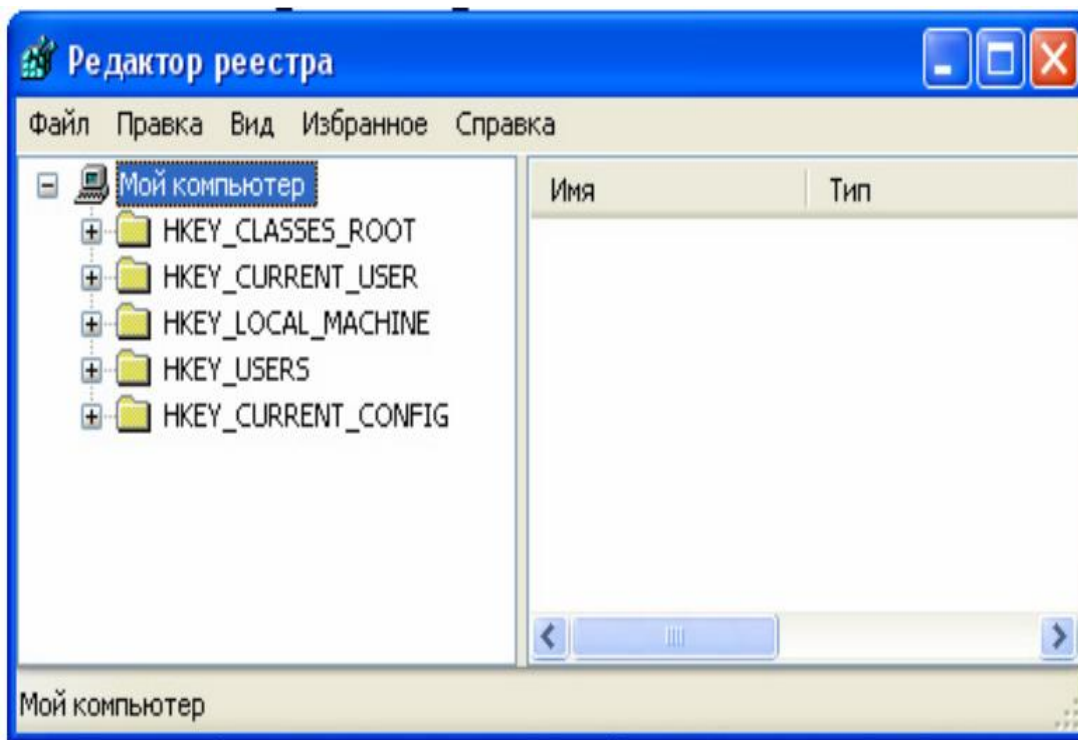 Редактор реестра
Файл Правка Вид Избранное Справка
Мой компьютер
HKEY_CLASSES_ROOT
HKEY_CURRENT_USER
HKEY_LOCAL_MACHINE
HKEY_USERS
HKEY_CURRENT_CONFIG
Имя Тип
Мой компьютер